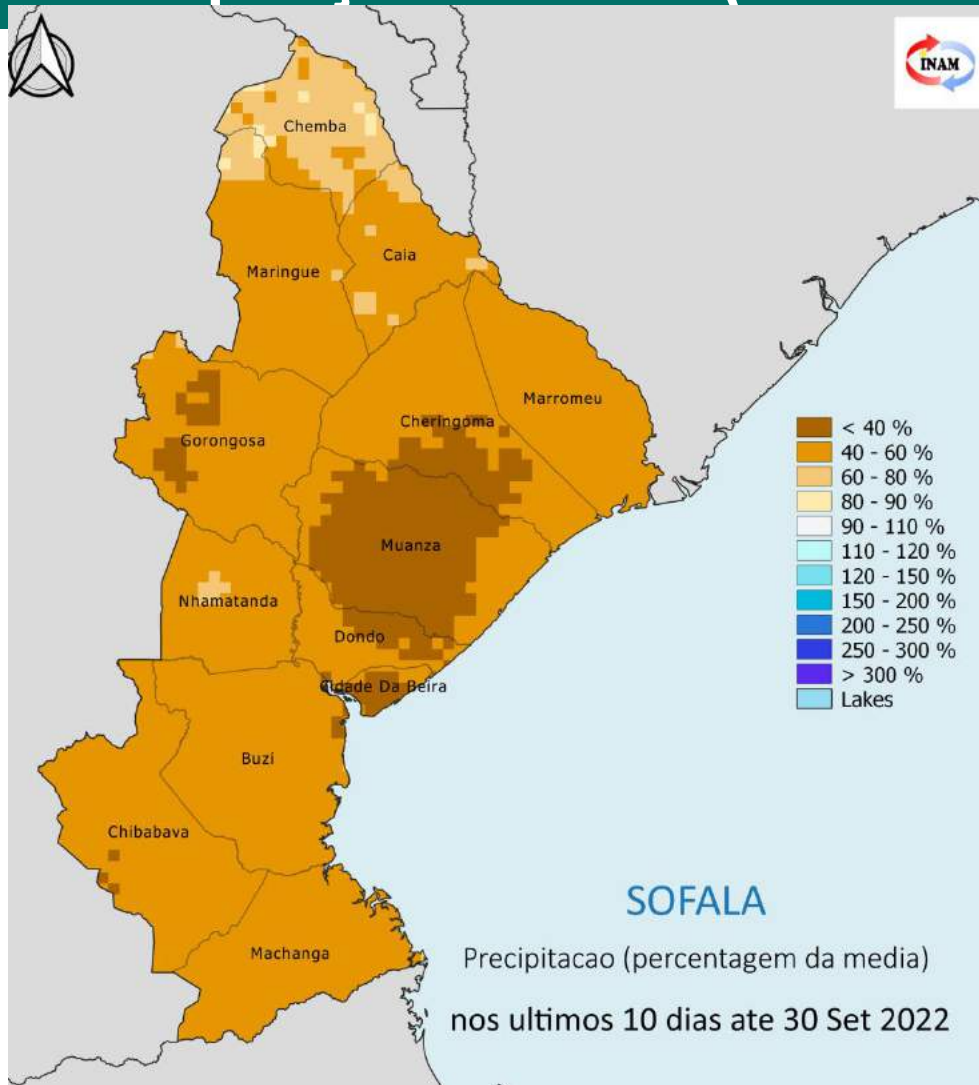 INAM
Chemba
Caia
Maringue
Marromeu
Cheringoma
Gorongosa
< 40 %
40 - 60 %
60 - 80 %
80 - 90 %
90 - 110 %
110 - 120 %
120 - 150 %
150 - 200 %
200 - 250 %
250 - 300 %
> 300 %
Lakes
Muanza
Nhamatanda
Dondo
Cidade Da Beira
Buzi
Chibabava
Machanga
SOFALA
Precipitacao (percentagem da media)
nos ultimos 10 dias ate 30 Set 2022